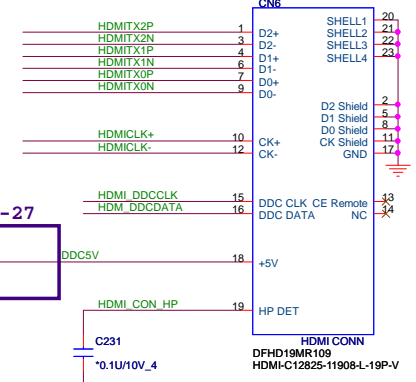 CN6
HDMITX2P 1 D2+ SHELL1 20
HDMITX2N 3 D2- SHELL2 21
HDMITX1P 4 D1+ SHELL3 22
HDMITX1N 6 D1- SHELL4 23
HDMITX0P 7 D0+
HDMITX0N 9 D0-
D2 Shield 2
D1 Shield 5
D0 Shield 8
HDMICLK+ 10 CK+ CK Shield 11
HDMICLK- 12 CK- GND 17
HDMI_DDCCLK 15 DDC CLK CE Remote 13
HDM_DDCDATA 16 DDC DATA NC 14
-27
DDC5V 18 +5V
HDMI_CON_HP 19 HP DET
C231
*0.1U/10V_4
HDMI CONN
DFHD19MR109
HDMI-C12825-11908-L-19P-V